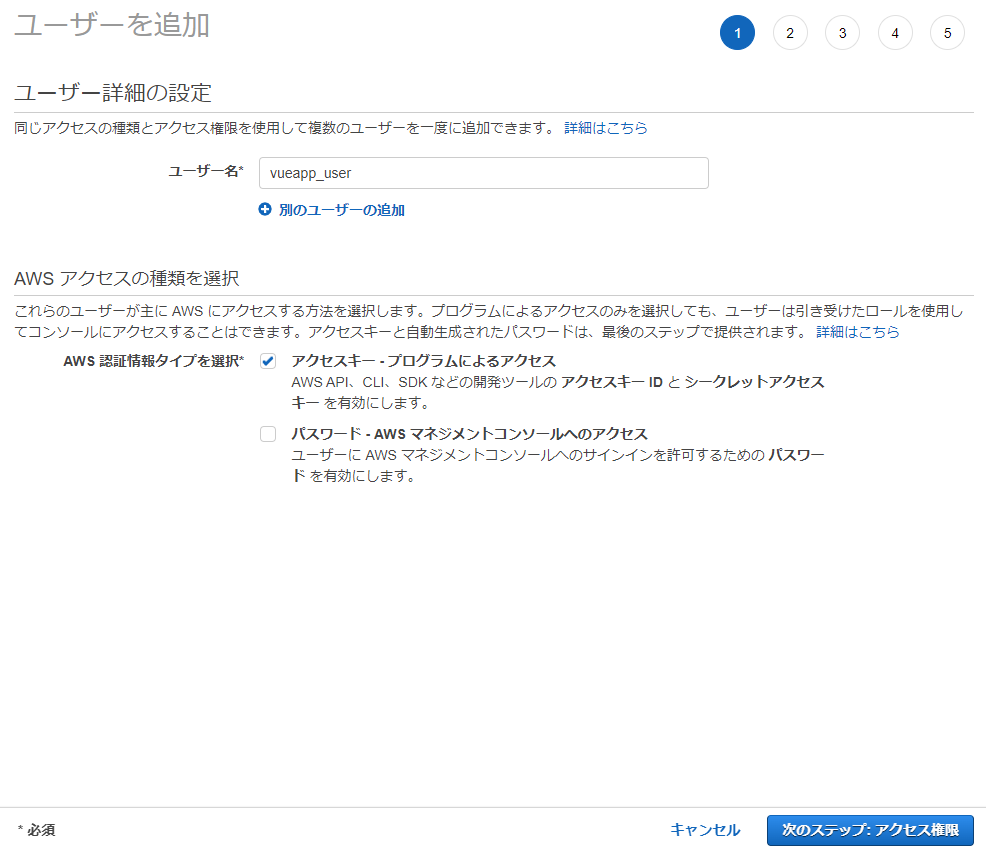 ユーザーを追加
1 2 3 4 5
ユーザー詳細の設定
同じアクセスの種類とアクセス権限を使用して複数のユーザーを一度に追加できます。 詳細はこちら
ユーザー名* vueapp_user
別のユーザーの追加
AWS アクセスの種類を選択
これらのユーザーが主に AWS にアクセスする方法を選択します。プログラムによるアクセスのみを選択しても、ユーザーは引き受けたロールを使用し
てコンソールにアクセスすることはできます。アクセスキーと自動生成されたパスワードは、最後のステップで提供されます。 詳細はこちら
AWS 認証情報タイプを選択* アクセスキー - プログラムによるアクセス
AWS API、CLI、SDK などの開発ツールの アクセスキー ID と シークレットアクセス
キー を有効にします。
パスワード - AWS マネジメントコンソールへのアクセス
ユーザーに AWS マネジメントコンソールへのサインインを許可するための パスワー
ド を有効にします。
* 必須 キャンセル 次のステップ: アクセス権限